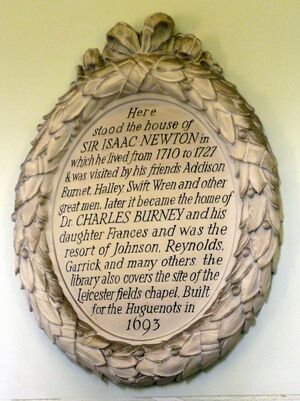 Here
stood the house of
SIR ISAAC NEWTON in
which he lived from 1710 to 1727
& was visited by his friends Addison
Burnet, Halley, Swift Wren and other
great men, later it became the home of
Dr. CHARLES BURNEY and his
daughter Frances and was the
resort of Johnson, Reynolds,
Garrick and many others the
library also covers the site of the
Leicester fields chapel, Built
for the Huguenots in
1693